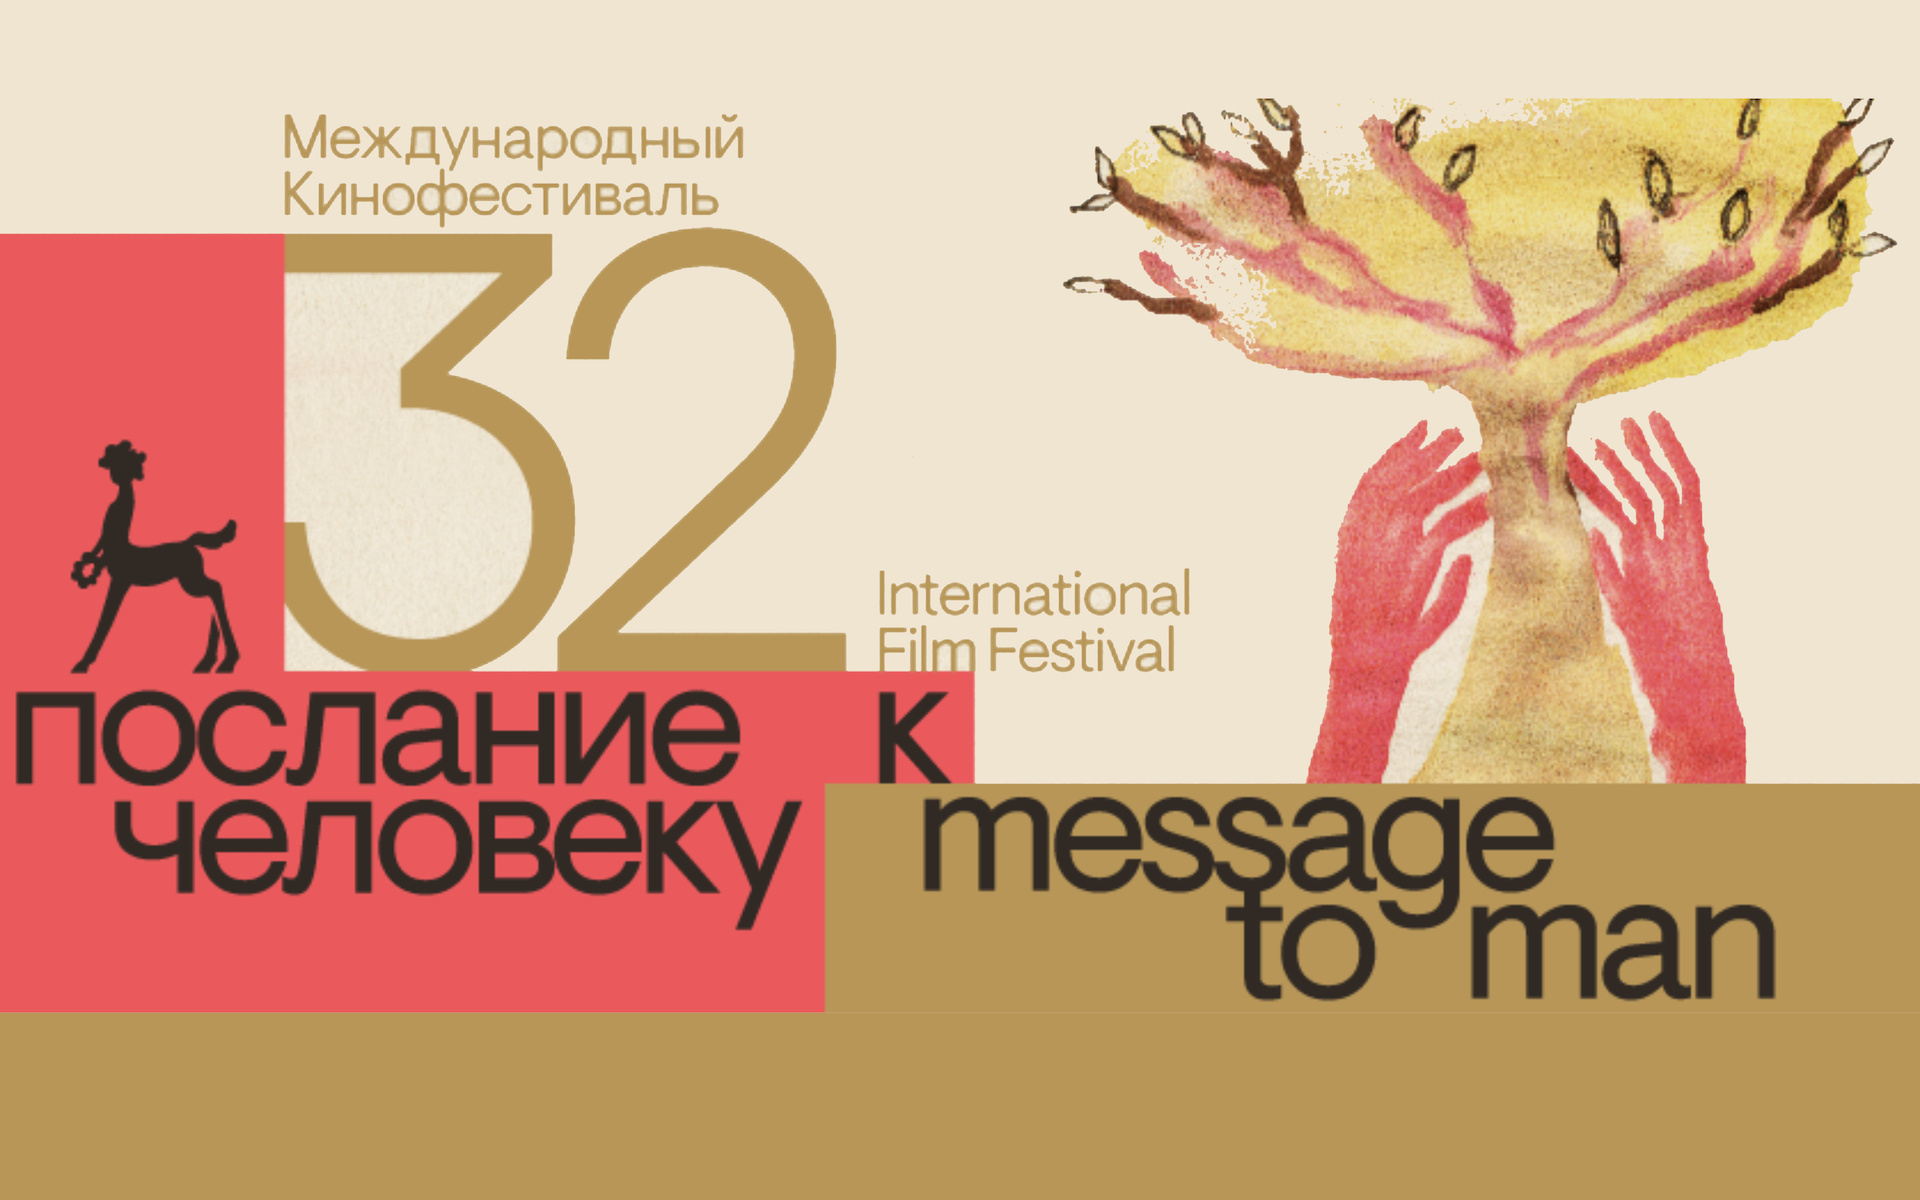 Международный
Кинофестиваль
32
International
Film Festival
послание к
человеку
message
to man